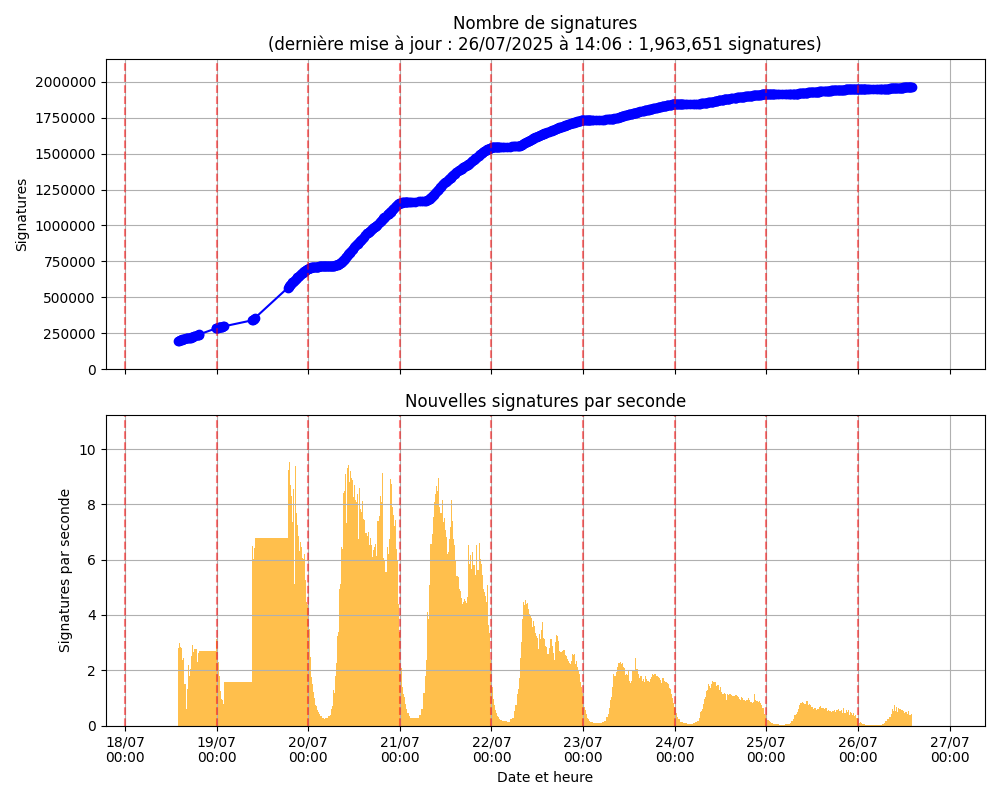 Nombre de signatures
(dernière mise à jour : 26/07/2025 à 14:06 : 1,963,651 signatures)
2000000
1750000
1500000
1250000
1000000
750000
500000
250000
0
Signatures
Nouvelles signatures par seconde
10
8
6
4
2
0
Signatures par seconde
18/07 19/07 20/07 21/07 22/07 23/07 24/07 25/07 26/07 27/07
00:00 00:00 00:00 00:00 00:00 00:00 00:00 00:00 00:00 00:00
Date et heure